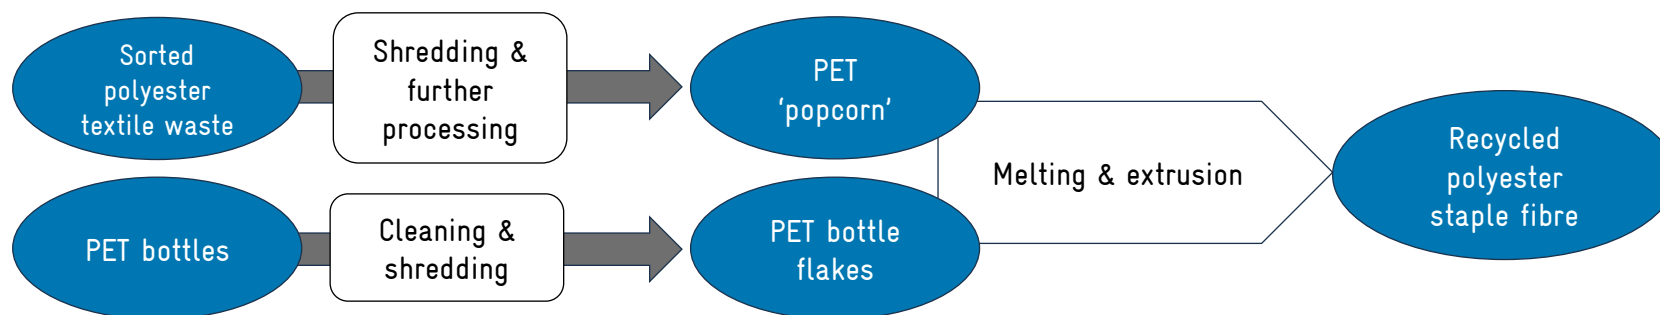 Sorted
polyester
textile waste
Shredding &
further
processing
PET
‘popcorn’
PET bottles
Cleaning &
shredding
PET bottle
flakes
Melting & extrusion
Recycled
polyester
staple fibre